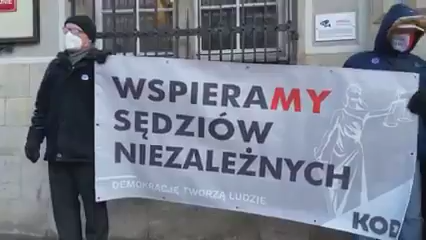 WSPIERAMY
SĘDZIÓW
NIEZALEŻNYCH
DEMOKRACJĘ TWORZĄ LUDZIE
KOD